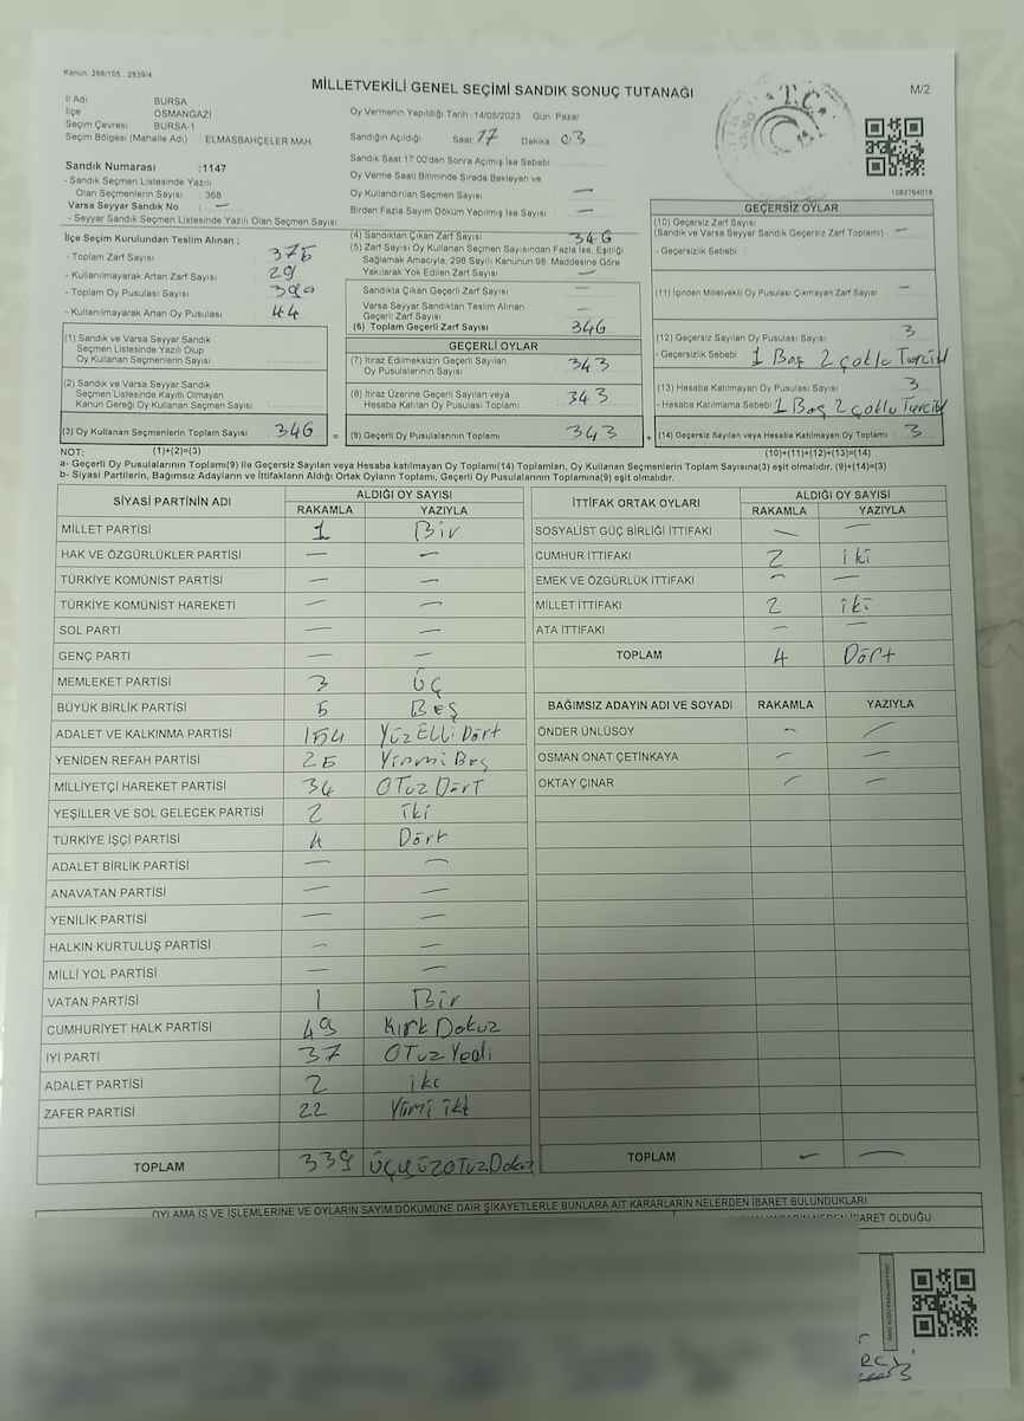 Kanun: 298/105 , 2839/4
MİLLETVEKİLİ GENEL SEÇİMİ SANDIK SONUÇ TUTANAĞI
M/2
İl Adı BURSA
İlçe OSMANGAZİ
Seçim Çevresi BURSA-1
Seçim Bölgesi (Mahalle Adı) ELMASBAHÇELER MAH.
Oy Vermenin Yapıldığı Tarih :14/05/2023 Gün: Pazar
Sandığın Açıldığı Saat 17 Dakika 03
T.C.
Sandık Numarası :1147
- Sandık Seçmen Listesinde Yazılı
Olan Seçmenlerin Sayısı : 368
Varsa Seyyar Sandık No : —
- Seyyar Sandık Seçmen Listesinde Yazılı Olan Seçmen Sayısı:
Sandık Saat 17:00'den Sonra Açılmış İse Sebebi
Oy Verme Saati Bitiminde Sırada Bekleyen ve
Oy Kullandırılan Seçmen Sayısı —
Birden Fazla Sayım Döküm Yapılmış İse Sayısı —
İlçe Seçim Kurulundan Teslim Alınan :
- Toplam Zarf Sayısı 375
- Kullanılmayarak Artan Zarf Sayısı 29
- Toplam Oy Pusulası Sayısı 390
- Kullanılmayarak Artan Oy Pusulası 44
(1) Sandık ve Varsa Seyyar Sandık
Seçmen Listesinde Yazılı Olup
Oy Kullanan Seçmenlerin Sayısı
(2) Sandık ve Varsa Seyyar Sandık
Seçmen Listesinde Kayıtlı Olmayan
Kanun Gereği Oy Kullanan Seçmen Sayısı
(3) Oy Kullanan Seçmenlerin Toplam Sayısı 346
(4) Sandıktan Çıkan Zarf Sayısı 346
(5) Zarf Sayısı Oy Kullanan Seçmen Sayısından Fazla İse, Eşitliği
Sağlamak Amacıyla, 298 Sayılı Kanunun 98. Maddesine Göre
Yakılarak Yok Edilen Zarf Sayısı —
Sandıkta Çıkan Geçerli Zarf Sayısı —
Varsa Seyyar Sandıktan Teslim Alınan
Geçerli Zarf Sayısı —
(6) Toplam Geçerli Zarf Sayısı 346
GEÇERLİ OYLAR
(7) İtiraz Edilmeksizin Geçerli Sayılan
Oy Pusulalarının Sayısı 343
(8) İtiraz Üzerine Geçerli Sayılan veya
Hesaba Katılan Oy Pusulası Toplamı 343
= (9) Geçerli Oy Pusulalarının Toplamı 343
1082764018
GEÇERSİZ OYLAR
(10) Geçersiz Zarf Sayısı
(Sandık ve Varsa Seyyar Sandık Geçersiz Zarf Toplamı) —
- Geçersizlik Sebebi
(11) İçinden Milletvekili Oy Pusulası Çıkmayan Zarf Sayısı —
(12) Geçersiz Sayılan Oy Pusulası Sayısı 3
- Geçersizlik Sebebi 1 Boş 2 çoklu Tercih
(13) Hesaba Katılmayan Oy Pusulası Sayısı 3
- Hesaba Katılmama Sebebi 1 Boş 2 çoklu Tercih
+ (14) Geçersiz Sayılan veya Hesaba Katılmayan Oy Toplamı 3
NOT: (1)+(2)=(3) (10)+(11)+(12)+(13)=(14)
a- Geçerli Oy Pusulalarının Toplamı(9) ile Geçersiz Sayılan veya Hesaba katılmayan Oy Toplamı(14) Toplamları, Oy Kullanan Seçmenlerin Toplam Sayısına(3) eşit olmalıdır. (9)+(14)=(3)
b- Siyasi Partilerin, Bağımsız Adayların ve İttifakların Aldığı Ortak Oyların Toplamı, Geçerli Oy Pusulalarının Toplamına(9) eşit olmalıdır.
SİYASİ PARTİNİN ADI ALDIĞI OY SAYISI
RAKAMLA YAZIYLA
MİLLET PARTİSİ 1 Bir
HAK VE ÖZGÜRLÜKLER PARTİSİ — —
TÜRKİYE KOMÜNİST PARTİSİ — —
TÜRKİYE KOMÜNİST HAREKETİ — —
SOL PARTİ — —
GENÇ PARTİ — —
MEMLEKET PARTİSİ 3 Üç
BÜYÜK BİRLİK PARTİSİ 5 Beş
ADALET VE KALKINMA PARTİSİ 154 Yüz Elli Dört
YENİDEN REFAH PARTİSİ 25 Yirmi Beş
MİLLİYETÇİ HAREKET PARTİSİ 34 OTuz Dört
YEŞİLLER VE SOL GELECEK PARTİSİ 2 iki
TÜRKİYE İŞÇİ PARTİSİ 4 Dört
ADALET BİRLİK PARTİSİ — —
ANAVATAN PARTİSİ — —
YENİLİK PARTİSİ — —
HALKIN KURTULUŞ PARTİSİ — —
MİLLİ YOL PARTİSİ — —
VATAN PARTİSİ 1 Bir
CUMHURİYET HALK PARTİSİ 49 Kırk Dokuz
İYİ PARTİ 37 OTuz Yedi
ADALET PARTİSİ 2 iki
ZAFER PARTİSİ 22 Yirmi iki
TOPLAM 339 üçyüzOTuzDokuz
İTTİFAK ORTAK OYLARI ALDIĞI OY SAYISI
RAKAMLA YAZIYLA
SOSYALİST GÜÇ BİRLİĞİ İTTİFAKI — —
CUMHUR İTTİFAKI 2 iki
EMEK VE ÖZGÜRLÜK İTTİFAKI — —
MİLLET İTTİFAKI 2 iki
ATA İTTİFAKI — —
TOPLAM 4 Dört
BAĞIMSIZ ADAYIN ADI VE SOYADI RAKAMLA YAZIYLA
ÖNDER ÜNLÜSOY — —
OSMAN ONAT ÇETİNKAYA — —
OKTAY ÇINAR — —
TOPLAM — —
OYLAMA İŞ VE İŞLEMLERİNE VE OYLARIN SAYIM DÖKÜMÜNE DAİR ŞİKAYETLERLE BUNLARA AİT KARARLARIN NELERDEN İBARET BULUNDUKLARI
İBARET OLDUĞU